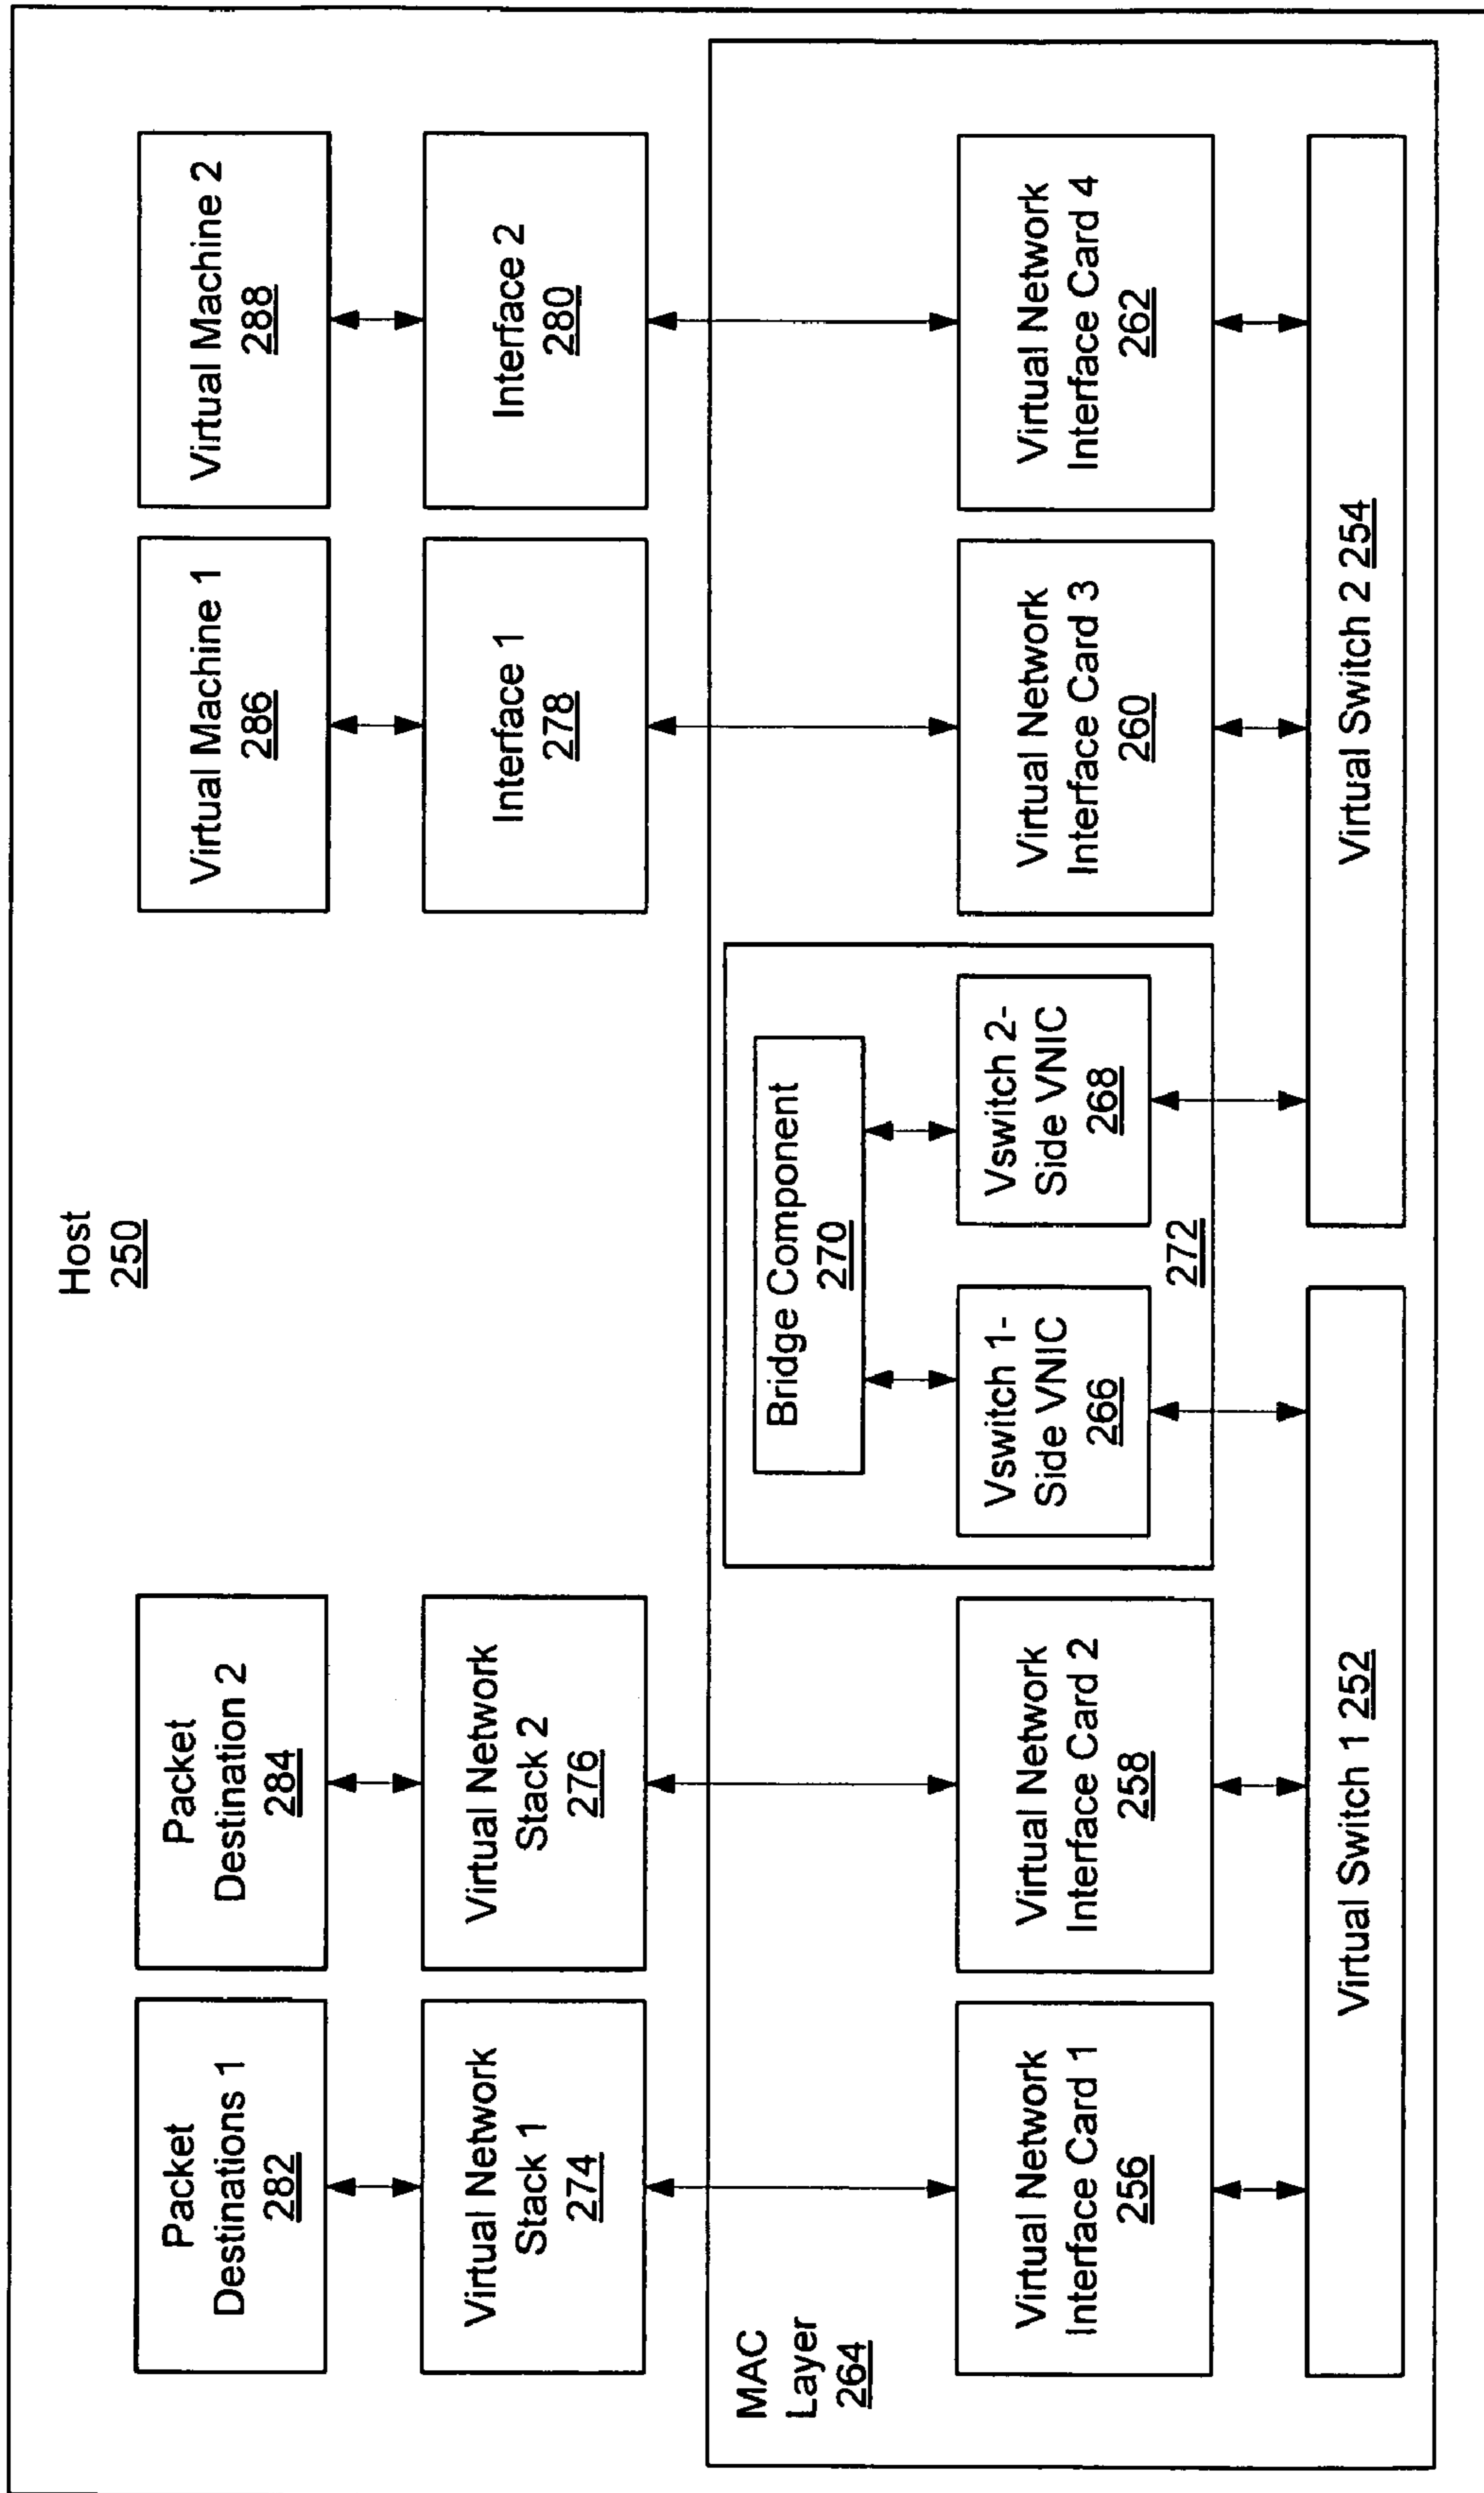 Host
250
Packet
Destinations 1
282
Packet
Destination 2
284
Virtual Machine 1
286
Virtual Machine 2
288
Virtual Network
Stack 1
274
Virtual Network
Stack 2
276
Interface 1
278
Interface 2
280
MAC
Layer
264
Bridge Component
270
Virtual Network
Interface Card 1
256
Virtual Network
Interface Card 2
258
Vswitch 1-
Side VNIC
266
Vswitch 2-
Side VNIC
268
272
Virtual Network
Interface Card 3
260
Virtual Network
Interface Card 4
262
Virtual Switch 1 252
Virtual Switch 2 254